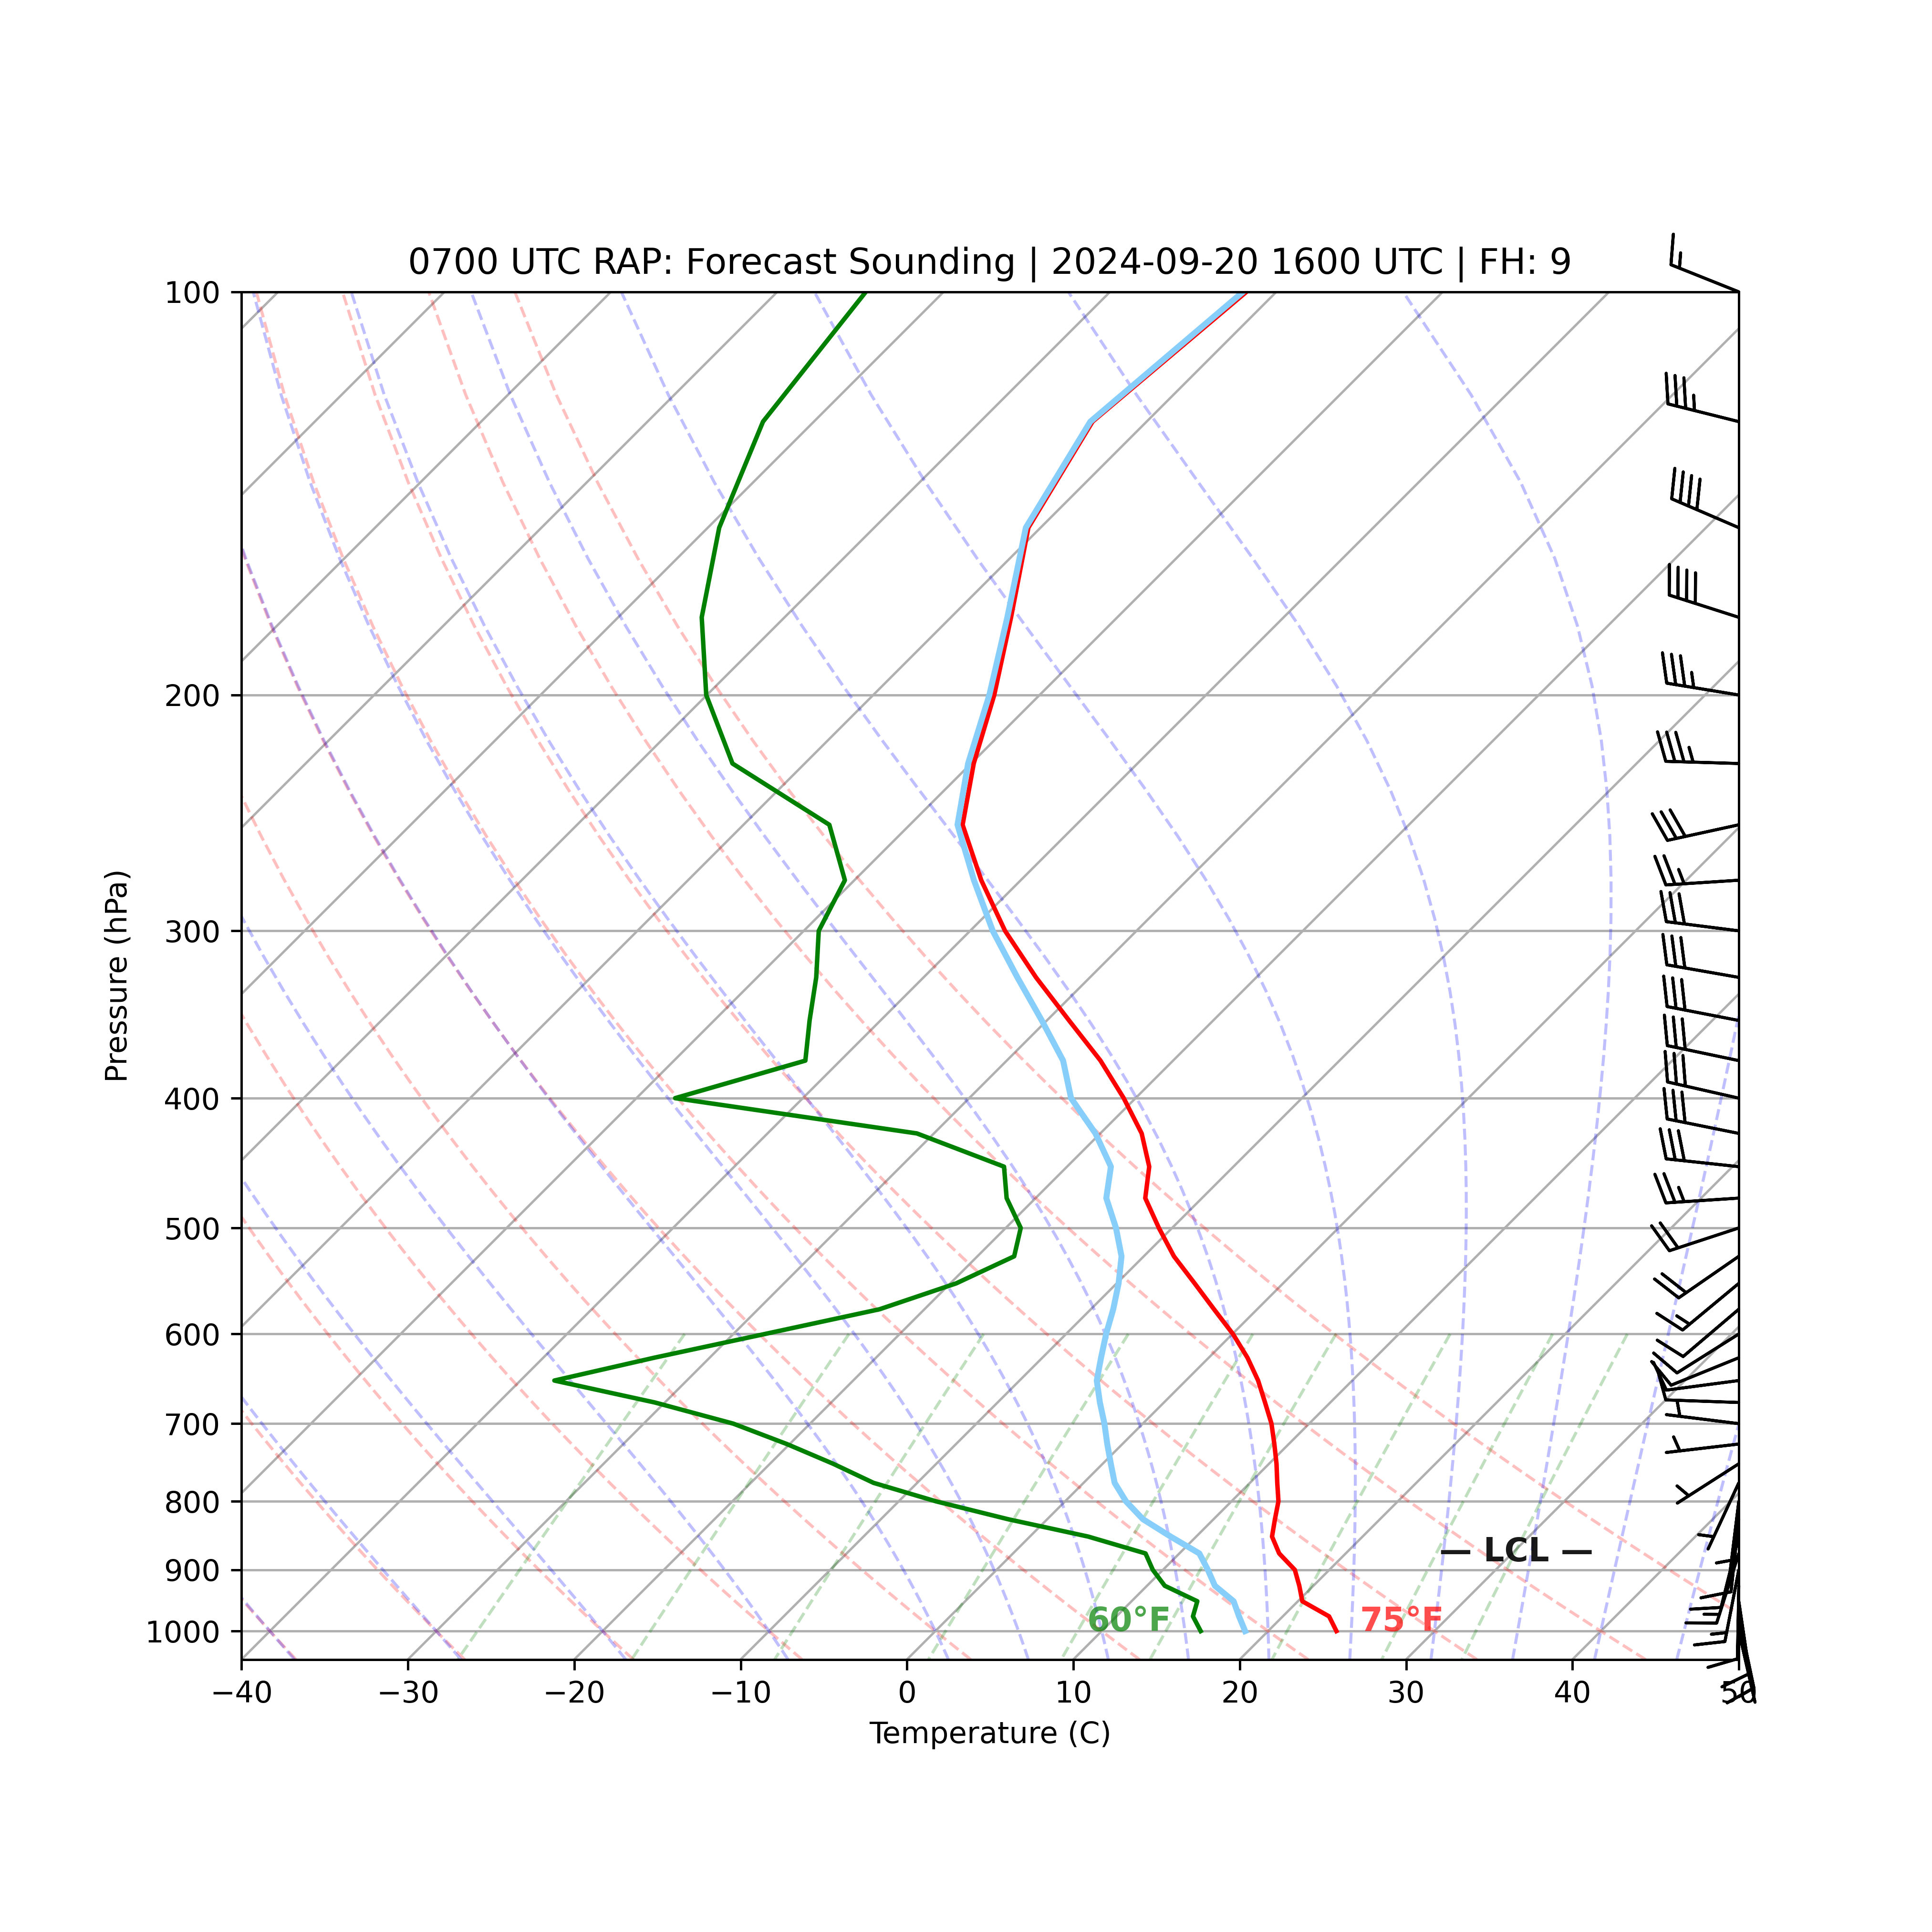 0700 UTC RAP: Forecast Sounding | 2024-09-20 1600 UTC | FH: 9
100
200
300
400
500
600
700
800
900
1000
Pressure (hPa)
— LCL —
60°F
75°F
−40 −30 −20 −10 0 10 20 30 40 50
Temperature (C)